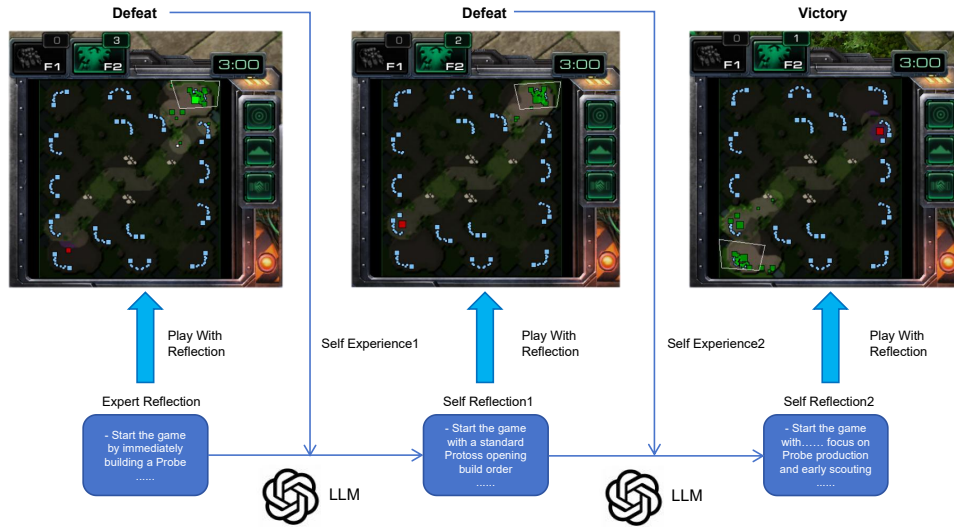 Defeat
Defeat
Victory
0
3
F1
F2
3:00
0
2
F1
F2
3:00
0
1
F1
F2
3:00
Play With
Reflection
Self Experience1
Play With
Reflection
Self Experience2
Play With
Reflection
Expert Reflection
Self Reflection1
Self Reflection2
- Start the game
by immediately
building a Probe
......
- Start the game
with a standard
Protoss opening
build order
......
- Start the game
with...... focus on
Probe production
and early scouting
......
LLM
LLM